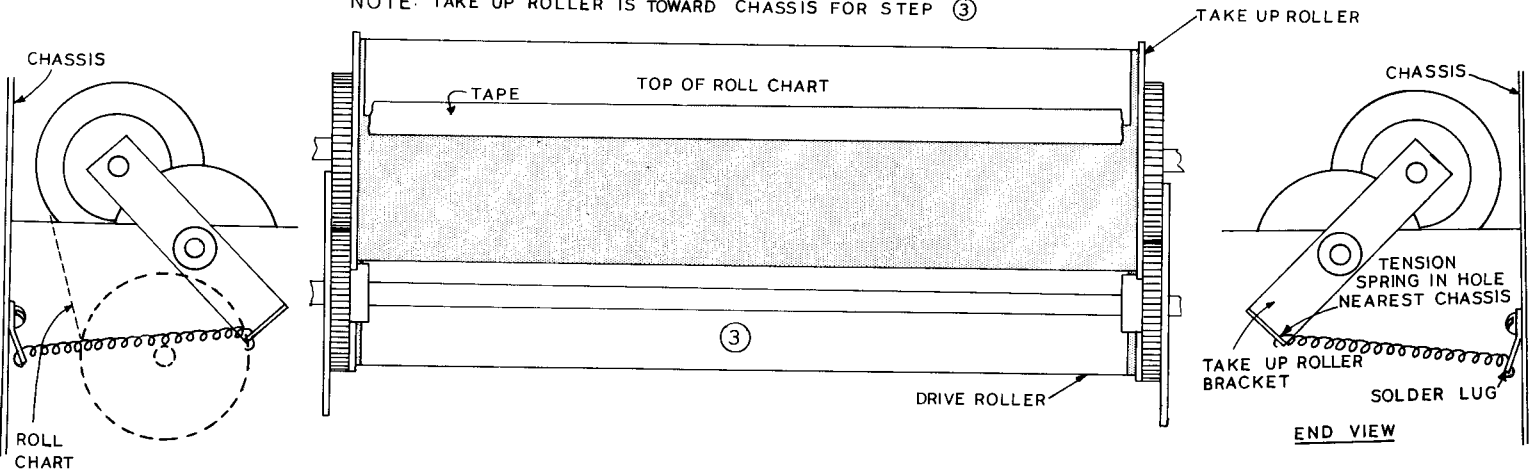 NOTE: TAKE UP ROLLER IS TOWARD CHASSIS FOR STEP ③
TAKE UP ROLLER
CHASSIS
TAPE
TOP OF ROLL CHART
CHASSIS
TENSION
SPRING IN HOLE
NEAREST CHASSIS
③
TAKE UP ROLLER
BRACKET
DRIVE ROLLER
SOLDER LUG
END VIEW
ROLL
CHART